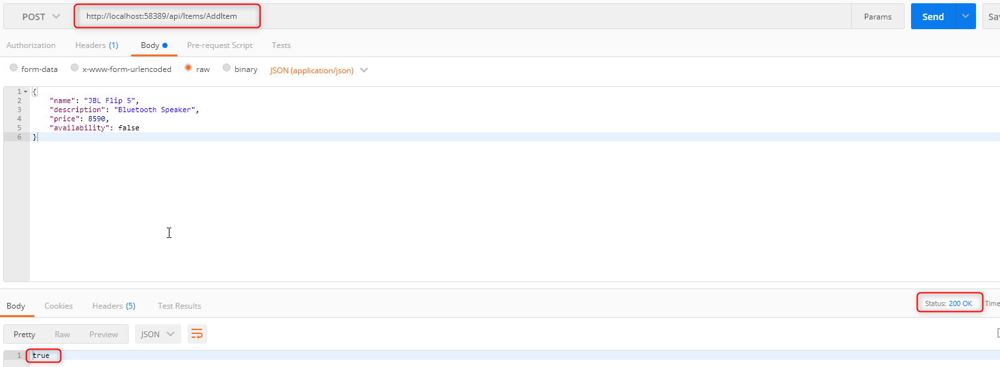 POST http://localhost:58389/api/Items/AddItem Params Send Sa
Authorization Headers (1) Body Pre-request Script Tests
form-data x-www-form-urlencoded raw binary JSON (application/json)
1 {
2 "name": "JBL Flip 5",
3 "description": "Bluetooth Speaker",
4 "price": 8590,
5 "availability": false
6 }
Body Cookies Headers (5) Test Results Status: 200 OK Time
Pretty Raw Preview JSON
1 true